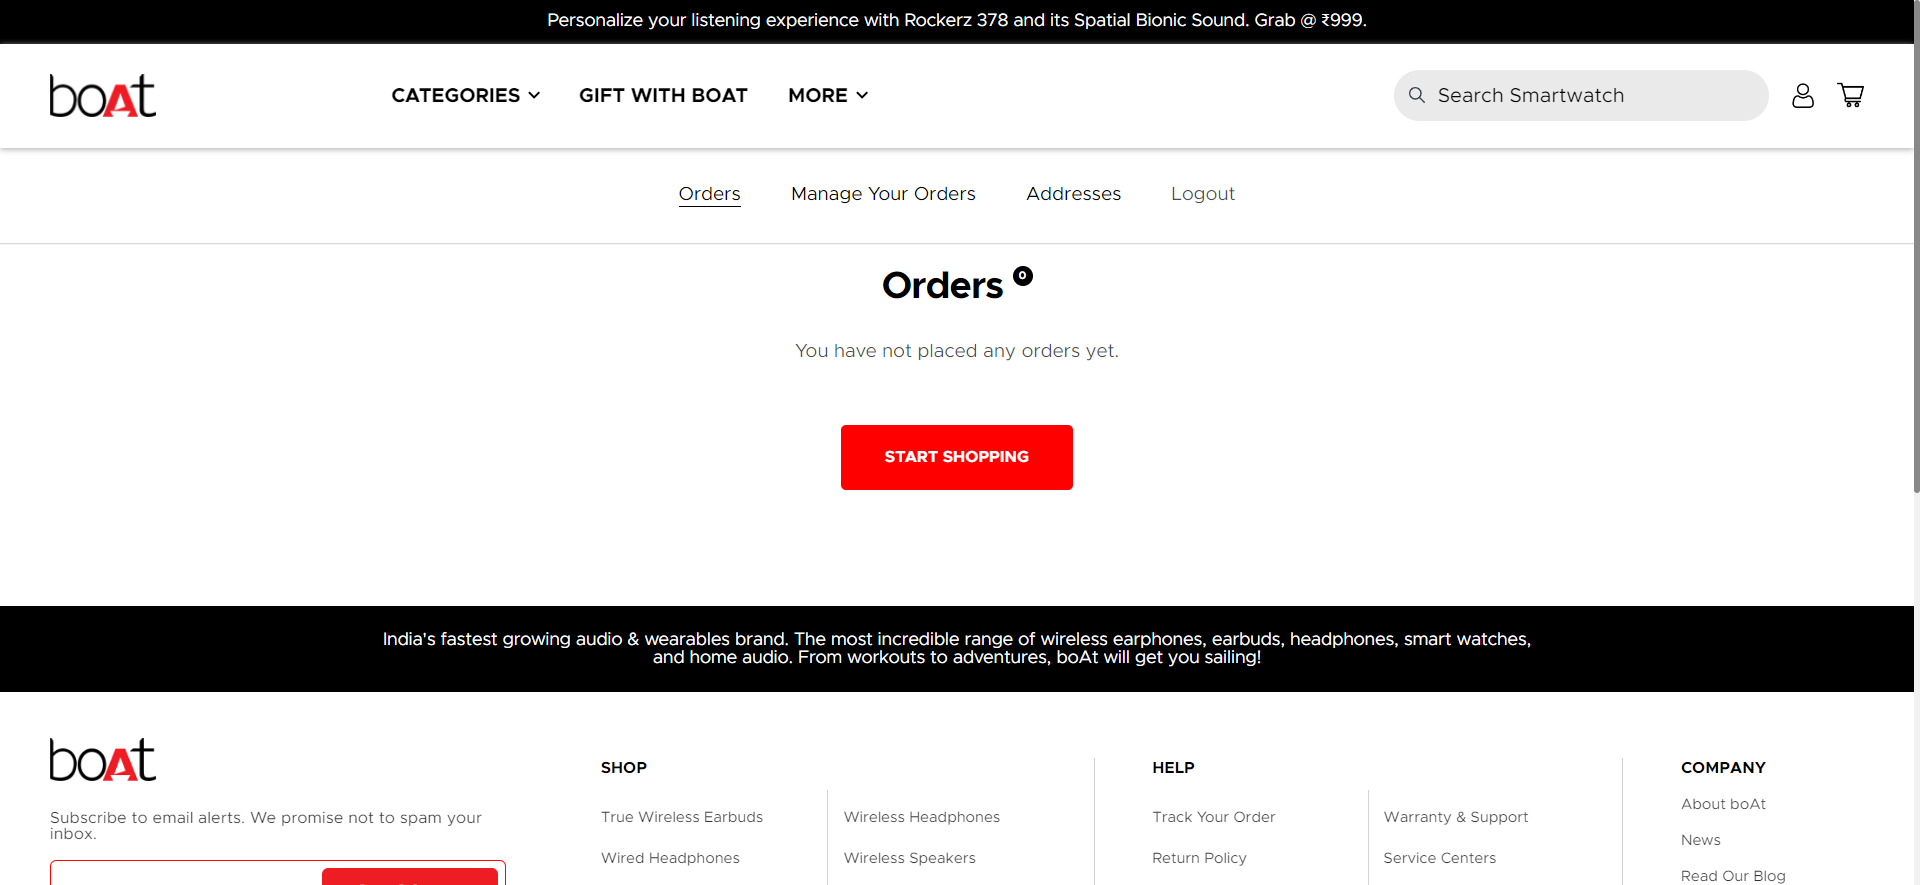 Personalize your listening experience with Rockerz 378 and its Spatial Bionic Sound. Grab @ ₹999.
boAt
CATEGORIES
GIFT WITH BOAT
MORE
Search Smartwatch
Orders
Manage Your Orders
Addresses
Logout
Orders 0
You have not placed any orders yet.
START SHOPPING
India's fastest growing audio & wearables brand. The most incredible range of wireless earphones, earbuds, headphones, smart watches,
and home audio. From workouts to adventures, boAt will get you sailing!
boAt
Subscribe to email alerts. We promise not to spam your
inbox.
SHOP
True Wireless Earbuds
Wireless Headphones
Wired Headphones
Wireless Speakers
HELP
Track Your Order
Warranty & Support
Return Policy
Service Centers
COMPANY
About boAt
News
Read Our Blog